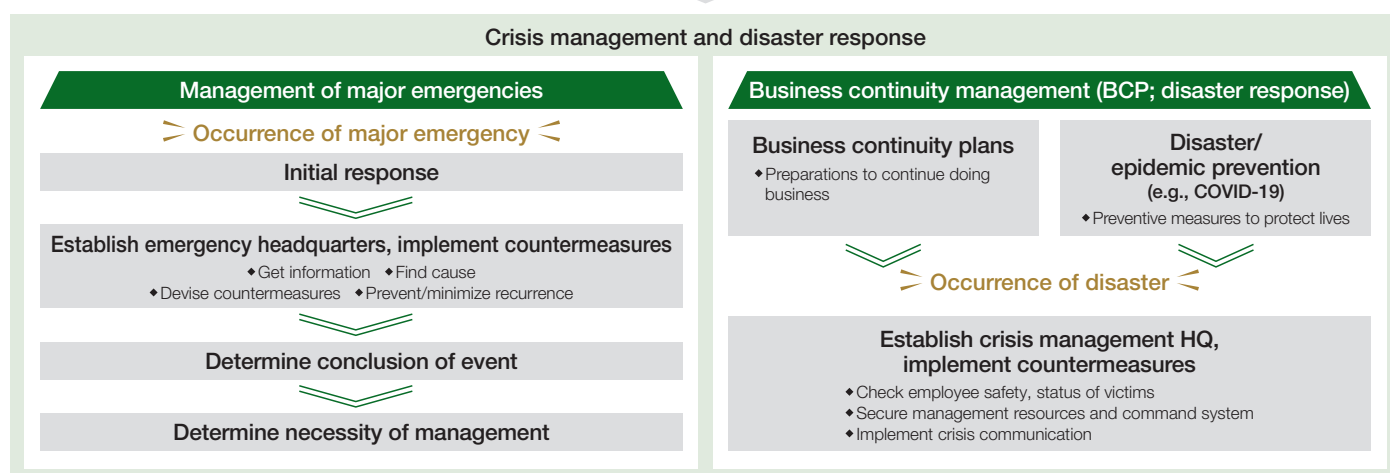 Crisis management and disaster response
Management of major emergencies
Occurrence of major emergency
Initial response
Establish emergency headquarters, implement countermeasures
◆Get information ◆Find cause
◆Devise countermeasures ◆Prevent/minimize recurrence
Determine conclusion of event
Determine necessity of management
Business continuity management (BCP; disaster response)
Business continuity plans
◆Preparations to continue doing
business
Disaster/
epidemic prevention
(e.g., COVID-19)
◆Preventive measures to protect lives
Occurrence of disaster
Establish crisis management HQ,
implement countermeasures
◆Check employee safety, status of victims
◆Secure management resources and command system
◆Implement crisis communication